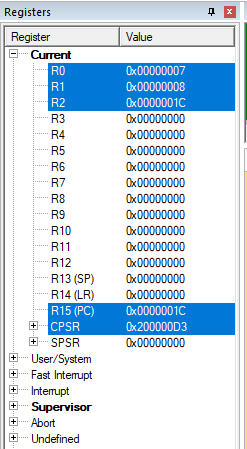 Registers
Register Value
Current
R0 0x00000007
R1 0x00000008
R2 0x0000001C
R3 0x00000000
R4 0x00000000
R5 0x00000000
R6 0x00000000
R7 0x00000000
R8 0x00000000
R9 0x00000000
R10 0x00000000
R11 0x00000000
R12 0x00000000
R13 (SP) 0x00000000
R14 (LR) 0x00000000
R15 (PC) 0x0000001C
CPSR 0x200000D3
SPSR 0x00000000
User/System
Fast Interrupt
Interrupt
Supervisor
Abort
Undefined